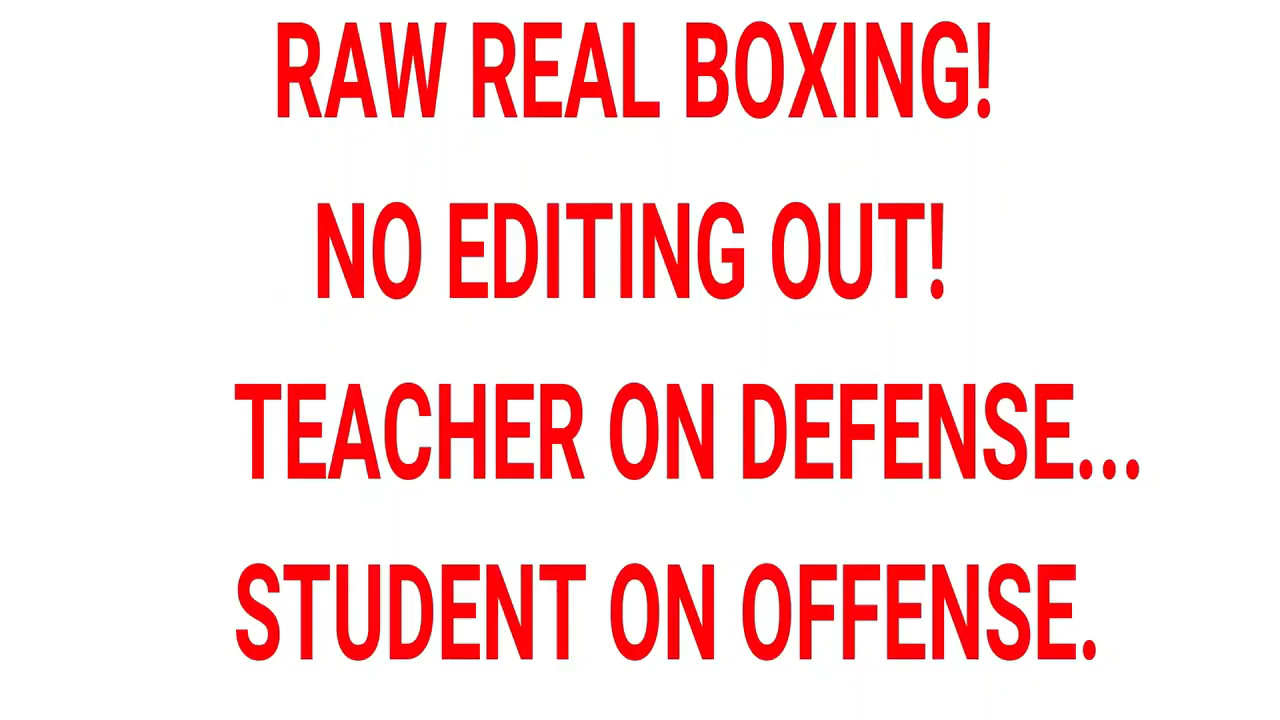 RAW REAL BOXING!
NO EDITING OUT!
TEACHER ON DEFENSE...
STUDENT ON OFFENSE.